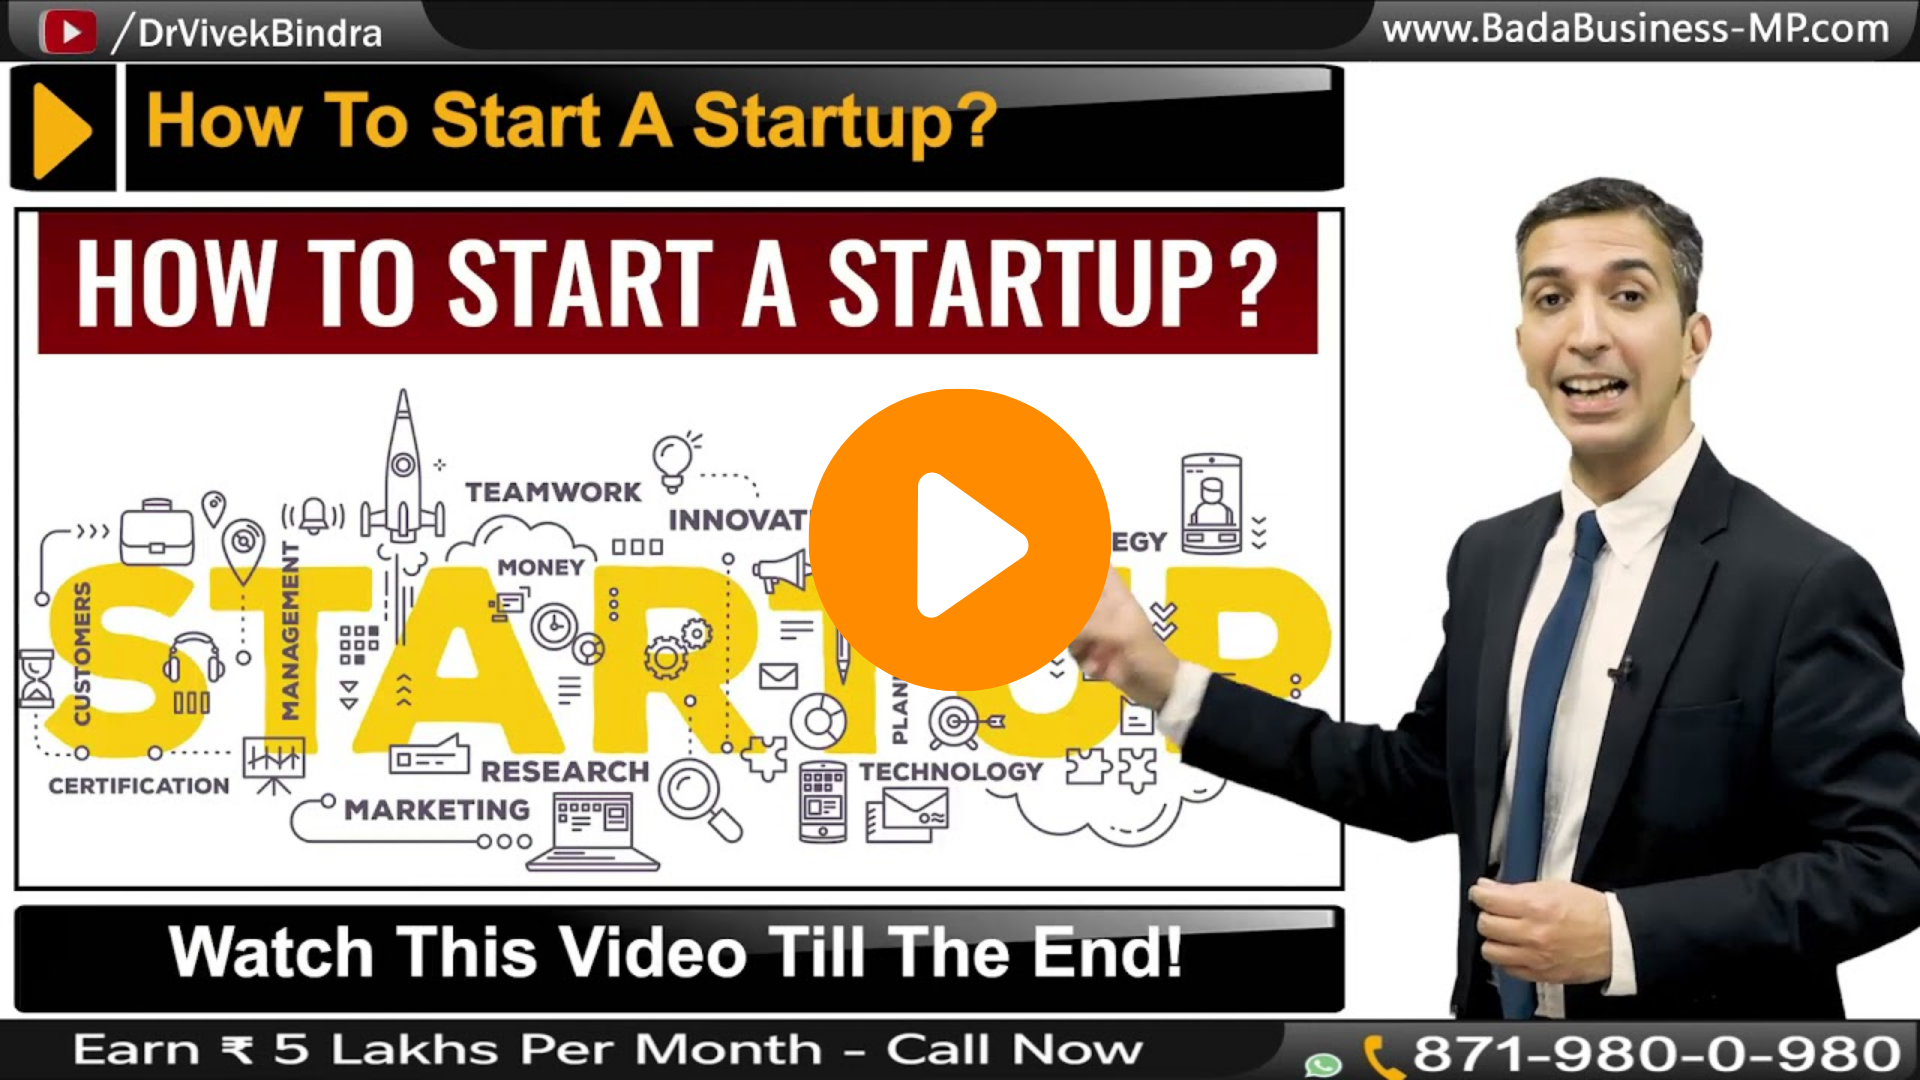 /DrVivekBindra
www.BadaBusiness-MP.com
How To Start A Startup?
HOW TO START A STARTUP?
TEAMWORK
INNOVAT
EGY
MONEY
MANAGEMENT
CUSTOMERS
STARTUP
PLAN
RESEARCH
TECHNOLOGY
CERTIFICATION
MARKETING
Watch This Video Till The End!
Earn ₹ 5 Lakhs Per Month - Call Now
871-980-0-980